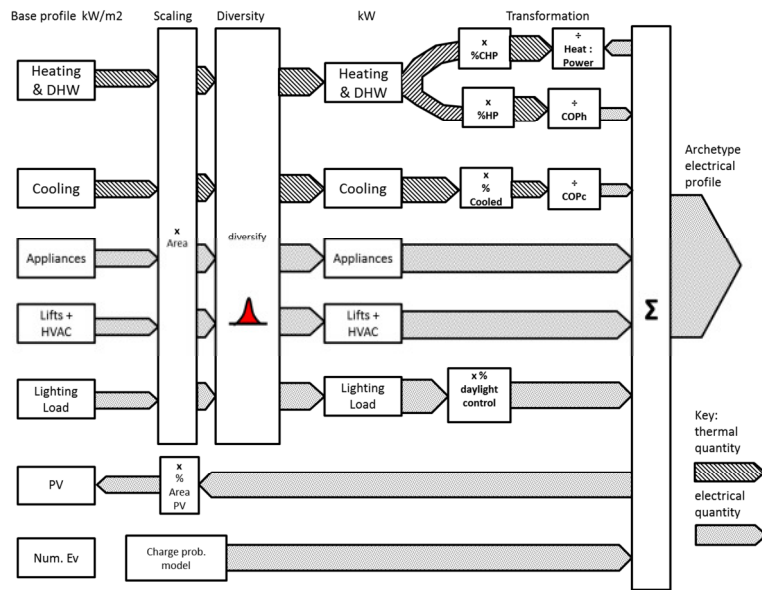 Base profile kW/m2 Scaling Diversity kW Transformation
Heating
& DHW
Heating
& DHW
x
%CHP
÷
Heat :
Power
x
%HP
÷
COPh
Cooling
Cooling
x
%
Cooled
÷
COPc
x
Area
diversify
Appliances
Appliances
Lifts +
HVAC
Lifts +
HVAC
Lighting
Load
Lighting
Load
x %
daylight
control
Σ
Archetype
electrical
profile
PV
x
%
Area
PV
Num. Ev
Charge prob.
model
Key:
thermal
quantity
electrical
quantity